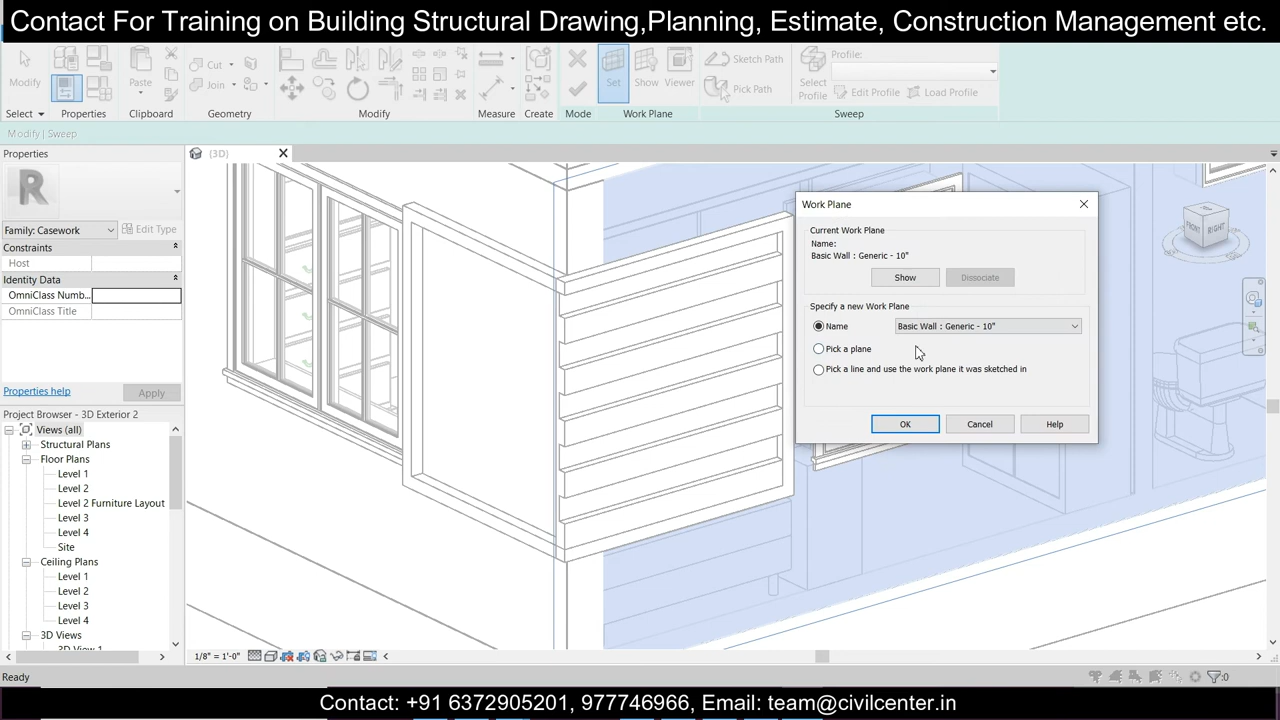 Contact For Training on Building Structural Drawing,Planning, Estimate, Construction Management etc.
Modify
Paste
Cut
Join
Set
Show
Viewer
Sketch Path
Pick Path
Select Profile
Profile:
Edit Profile
Load Profile
Select
Properties
Clipboard
Geometry
Modify
Measure
Create
Mode
Work Plane
Sweep
Modify | Sweep
Properties
{3D}
R
Family: Casework
Edit Type
Constraints
Host
Identity Data
OmniClass Numb...
OmniClass Title
Properties help
Apply
Project Browser - 3D Exterior 2
Views (all)
Structural Plans
Floor Plans
Level 1
Level 2
Level 2 Furniture Layout
Level 3
Level 4
Site
Ceiling Plans
Level 1
Level 2
Level 3
Level 4
3D Views
3D View 1
Work Plane
Current Work Plane
Name:
Basic Wall : Generic - 10"
Show
Dissociate
Specify a new Work Plane
Name
Basic Wall : Generic - 10"
Pick a plane
Pick a line and use the work plane it was sketched in
OK
Cancel
Help
FRONT
RIGHT
1/8" = 1'-0"
Ready
:0
Contact: +91 6372905201, 977746966, Email: team@civilcenter.in